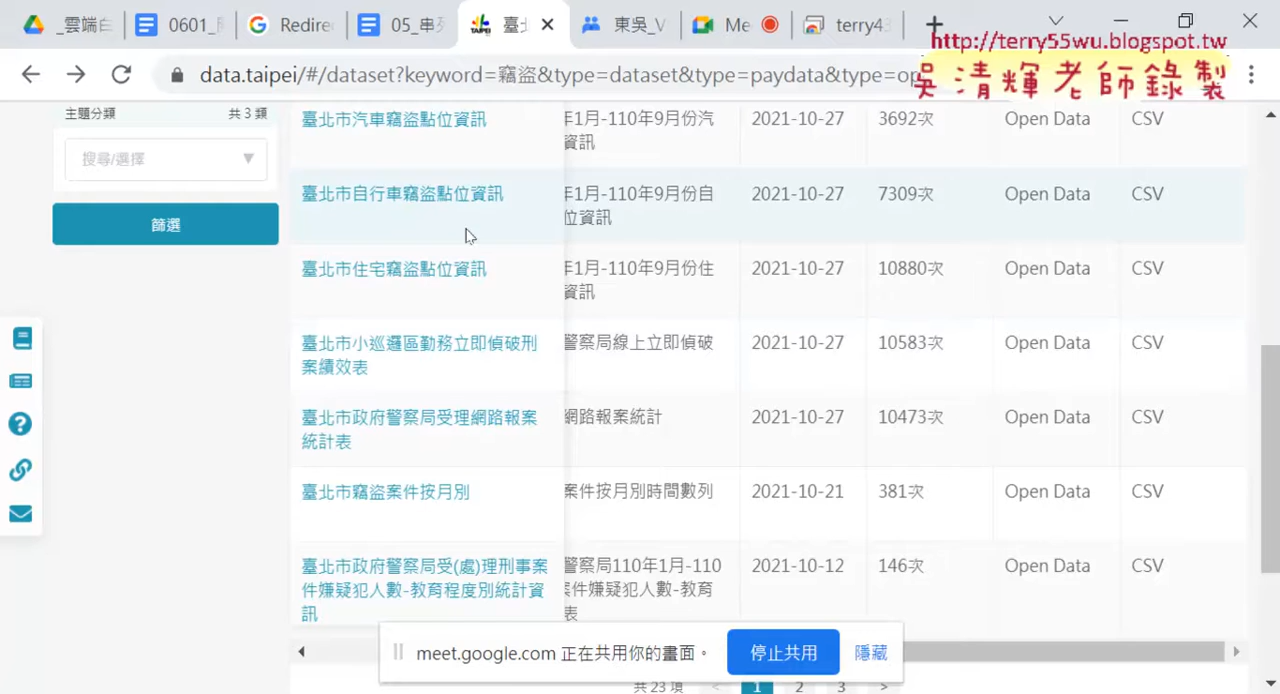 _雲端白
0601_
Redire
05_串列
臺北
東吳_V
Me
terry43
http://terry55wu.blogspot.tw
吳清輝老師錄製
data.taipei/#/dataset?keyword=竊盜&type=dataset&type=paydata&type=op
主題分類
共 3 類
搜尋/選擇
篩選
臺北市汽車竊盜點位資訊
年1月-110年9月份汽
資訊
2021-10-27
3692次
Open Data
CSV
臺北市自行車竊盜點位資訊
年1月-110年9月份自
位資訊
2021-10-27
7309次
Open Data
CSV
臺北市住宅竊盜點位資訊
年1月-110年9月份住
資訊
2021-10-27
10880次
Open Data
CSV
臺北市小巡邏區勤務立即偵破刑
案績效表
警察局線上立即偵破
2021-10-27
10583次
Open Data
CSV
臺北市政府警察局受理網路報案
統計表
網路報案統計
2021-10-27
10473次
Open Data
CSV
臺北市竊盜案件按月別
案件按月別時間數列
2021-10-21
381次
Open Data
CSV
臺北市政府警察局受(處)理刑事案
件嫌疑犯人數-教育程度別統計資
訊
警察局110年1月-110
案件嫌疑犯人數-教育
表
2021-10-12
146次
Open Data
CSV
meet.google.com 正在共用你的畫面。
停止共用
隱藏
共 23 項
<
1
2
3
>